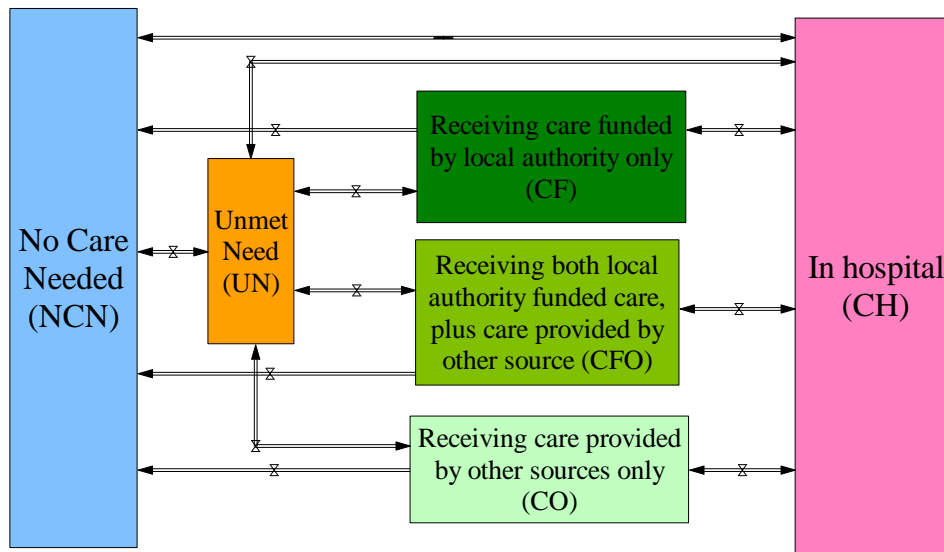 No Care
Needed
(NCN)
Unmet
Need
(UN)
Receiving care funded
by local authority only
(CF)
Receiving both local
authority funded care,
plus care provided by
other source (CFO)
Receiving care provided
by other sources only
(CO)
In hospital
(CH)